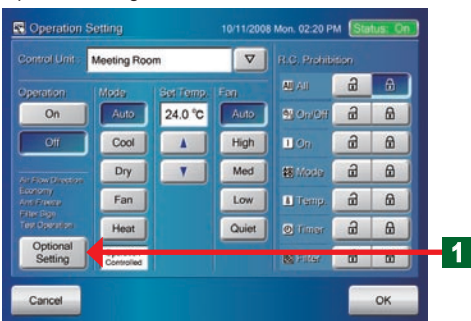 Operation Setting 10/11/2008 Mon. 02:20 PM Status: On
Control Unit: Meeting Room R.C. Prohibition
Operation Mode Set Temp. Fan All
On Auto 24.0 °C Auto On/Off
Off Cool High On
Dry Med Mode
Air Flow Direction
Economy
Anti Freeze
Filter Sign
Test Operation
Fan Low Temp.
Heat Quiet Timer
Optional
Setting
Controlled
Filter
1
Cancel OK